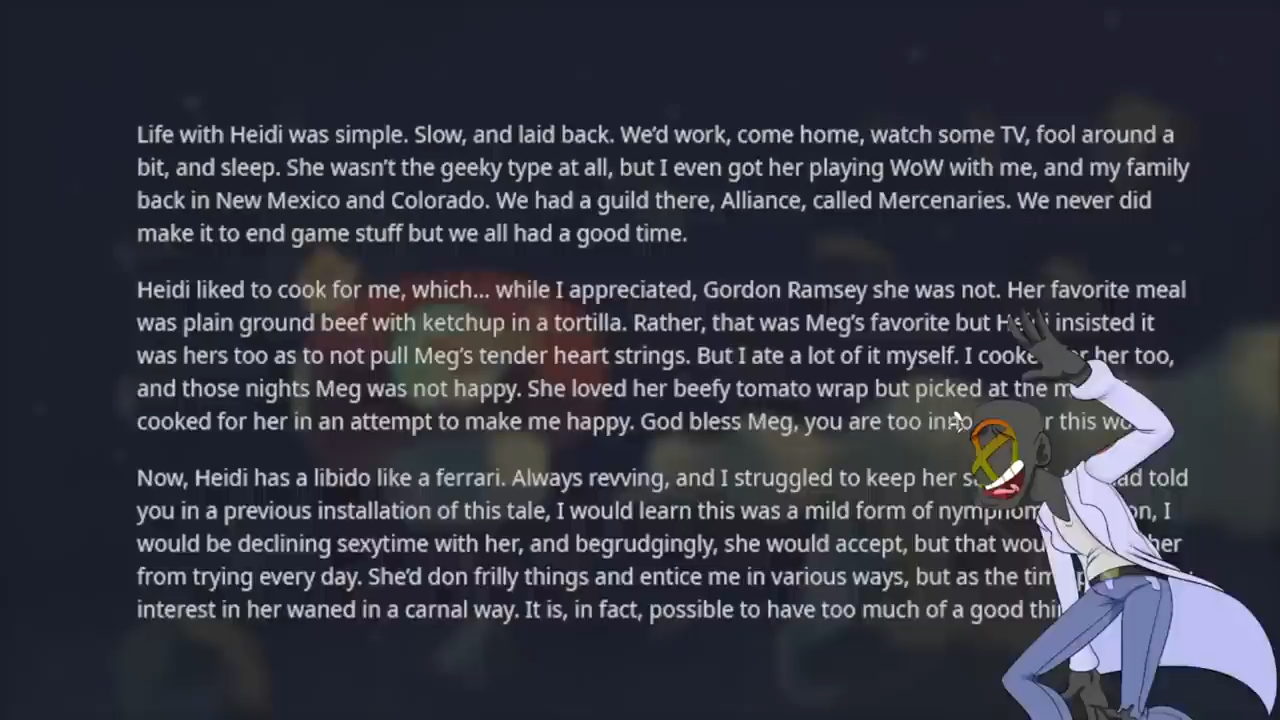 Life with Heidi was simple. Slow, and laid back. We'd work, come home, watch some TV, fool around a
bit, and sleep. She wasn't the geeky type at all, but I even got her playing WoW with me, and my family
back in New Mexico and Colorado. We had a guild there, Alliance, called Mercenaries. We never did
make it to end game stuff but we all had a good time.
Heidi liked to cook for me, which... while I appreciated, Gordon Ramsey she was not. Her favorite meal
was plain ground beef with ketchup in a tortilla. Rather, that was Meg's favorite but Heidi insisted it
was hers too as to not pull Meg's tender heart strings. But I ate a lot of it myself. I cooked for her too,
and those nights Meg was not happy. She loved her beefy tomato wrap but picked at the
cooked for her in an attempt to make me happy. God bless Meg, you are too this
Now, Heidi has a libido like a ferrari. Always revving, and I struggled to keep her told
you in a previous installation of this tale, I would learn this was a mild form of I
would be declining sexytime with her, and begrudgingly, she would accept, but that her
from trying every day. She'd don frilly things and entice me in various ways, but as the
interest in her waned in a carnal way. It is, in fact, possible to have too much of a good